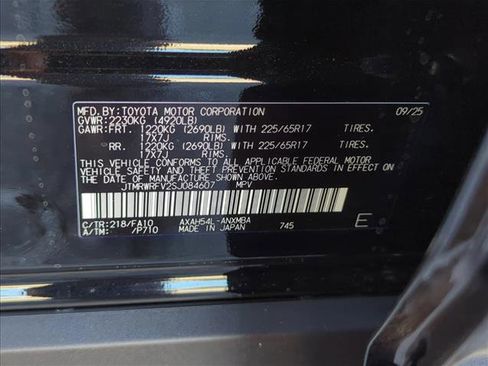 MFD.BY:TOYOTA MOTOR CORPORATION 09/25
GVWR:2230KG (4920LB)
GAWR:FRT. 1220KG (2690LB) WITH 225/65R17 TIRES.
17X7J RIMS.
RR. 1220KG (2690LB) WITH 225/65R17 TIRES.
17X7J RIMS.
THIS VEHICLE CONFORMS TO ALL APPLICABLE FEDERAL MOTOR
VEHICLE SAFETY AND THEFT PREVENTION STANDARDS IN EFFECT
ON THE DATE OF MANUFACTURE SHOWN ABOVE.
JTMRWRFV2SJ084607 MPV
C/TR:218/FA10 AXAH54L-ANXMBA
A/TM: /P710 MADE IN JAPAN 745 E